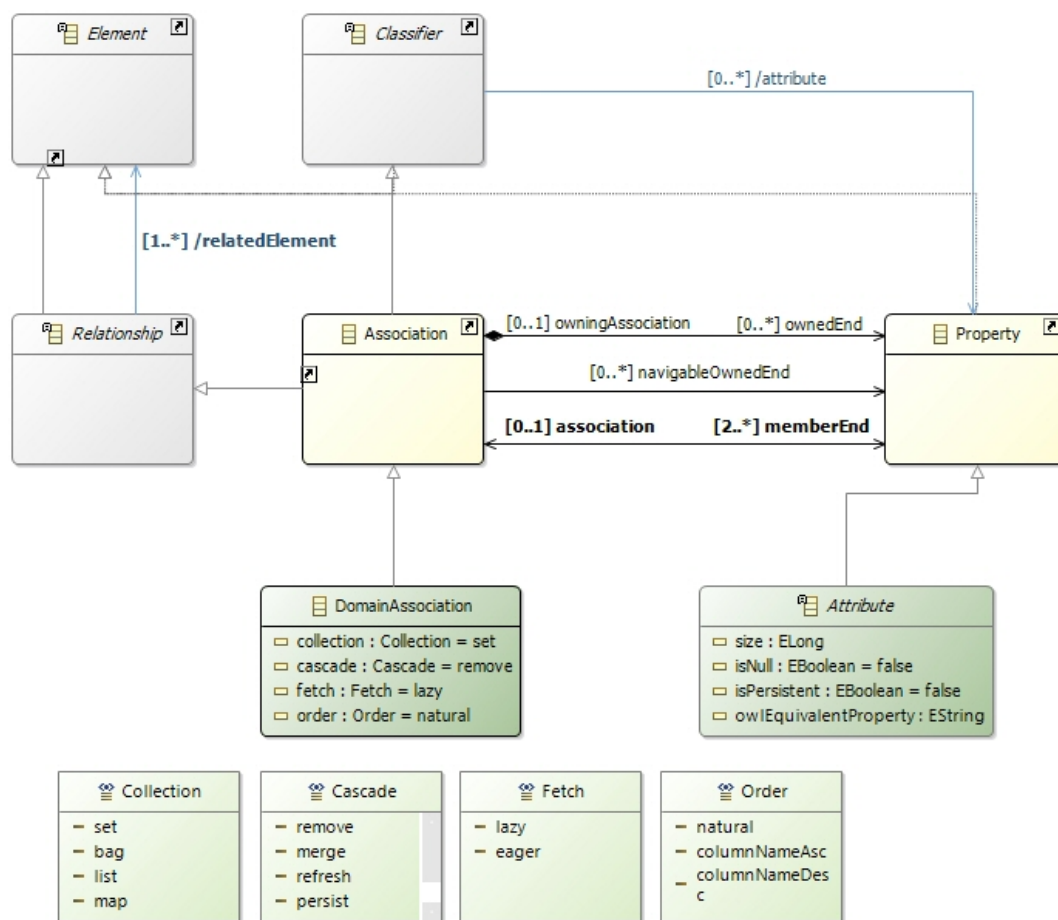 Element
Classifier
[0..*] /attribute
[1..*] /relatedElement
Relationship
Association
[0..1] owningAssociation
[0..*] ownedEnd
Property
[0..*] navigableOwnedEnd
[0..1] association
[2..*] memberEnd
DomainAssociation
collection : Collection = set
cascade : Cascade = remove
fetch : Fetch = lazy
order : Order = natural
Attribute
size : ELong
isNull : EBoolean = false
isPersistent : EBoolean = false
owlEquivalentProperty : EString
Collection
set
bag
list
map
Cascade
remove
merge
refresh
persist
Fetch
lazy
eager
Order
natural
columnNameAsc
columnNameDes
c